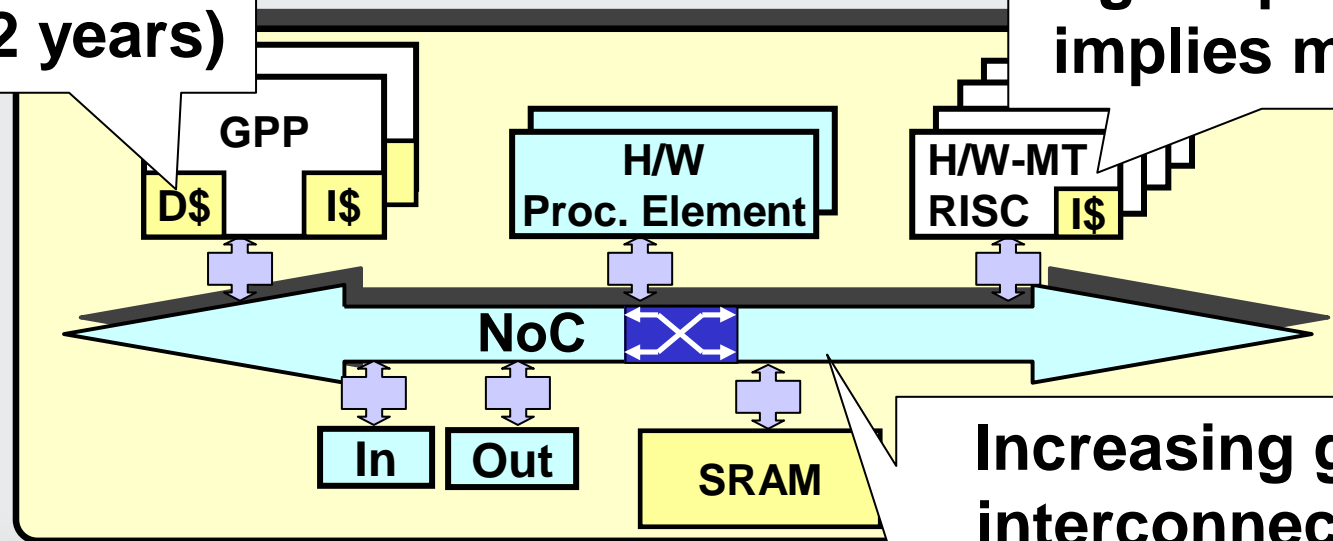 2 years)
implies m
GPP
D$
I$
H/W
Proc. Element
H/W-MT
RISC
I$
NoC
In
Out
SRAM
Increasing g
interconnec